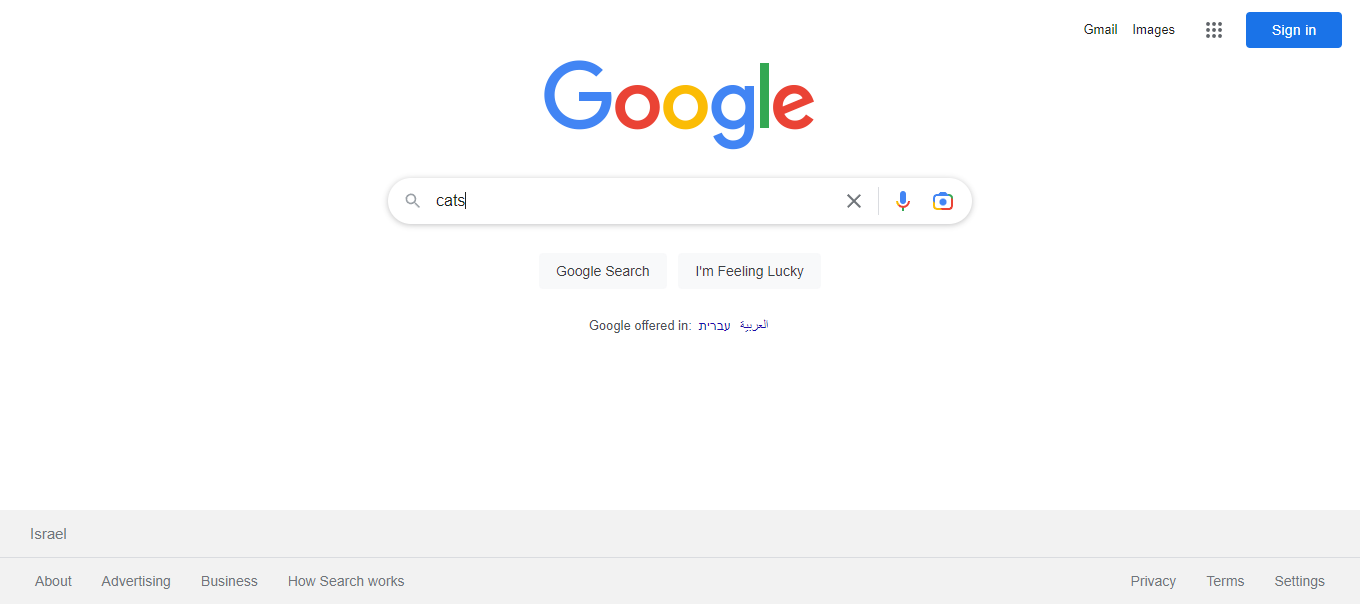 Gmail Images Sign in
Google
cats
Google Search I'm Feeling Lucky
Google offered in: עברית العربية
Israel
About Advertising Business How Search works Privacy Terms Settings